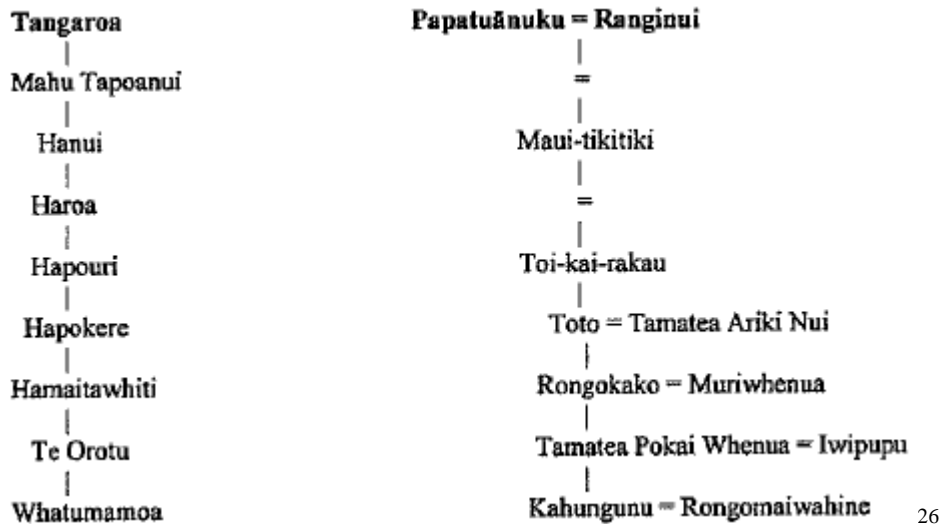 Tangaroa Papatuānuku = Ranginui
Mahu Tapoanui =
Hanui Maui-tikitiki
Haroa =
Hapouri Toi-kai-rakau
Hapokere Toto = Tamatea Ariki Nui
Hamaitawhiti Rongokako = Muriwhenua
Te Orotu Tamatea Pokai Whenua = Iwipupu
Whatumamoa Kahungunu = Rongomaiwahine 26